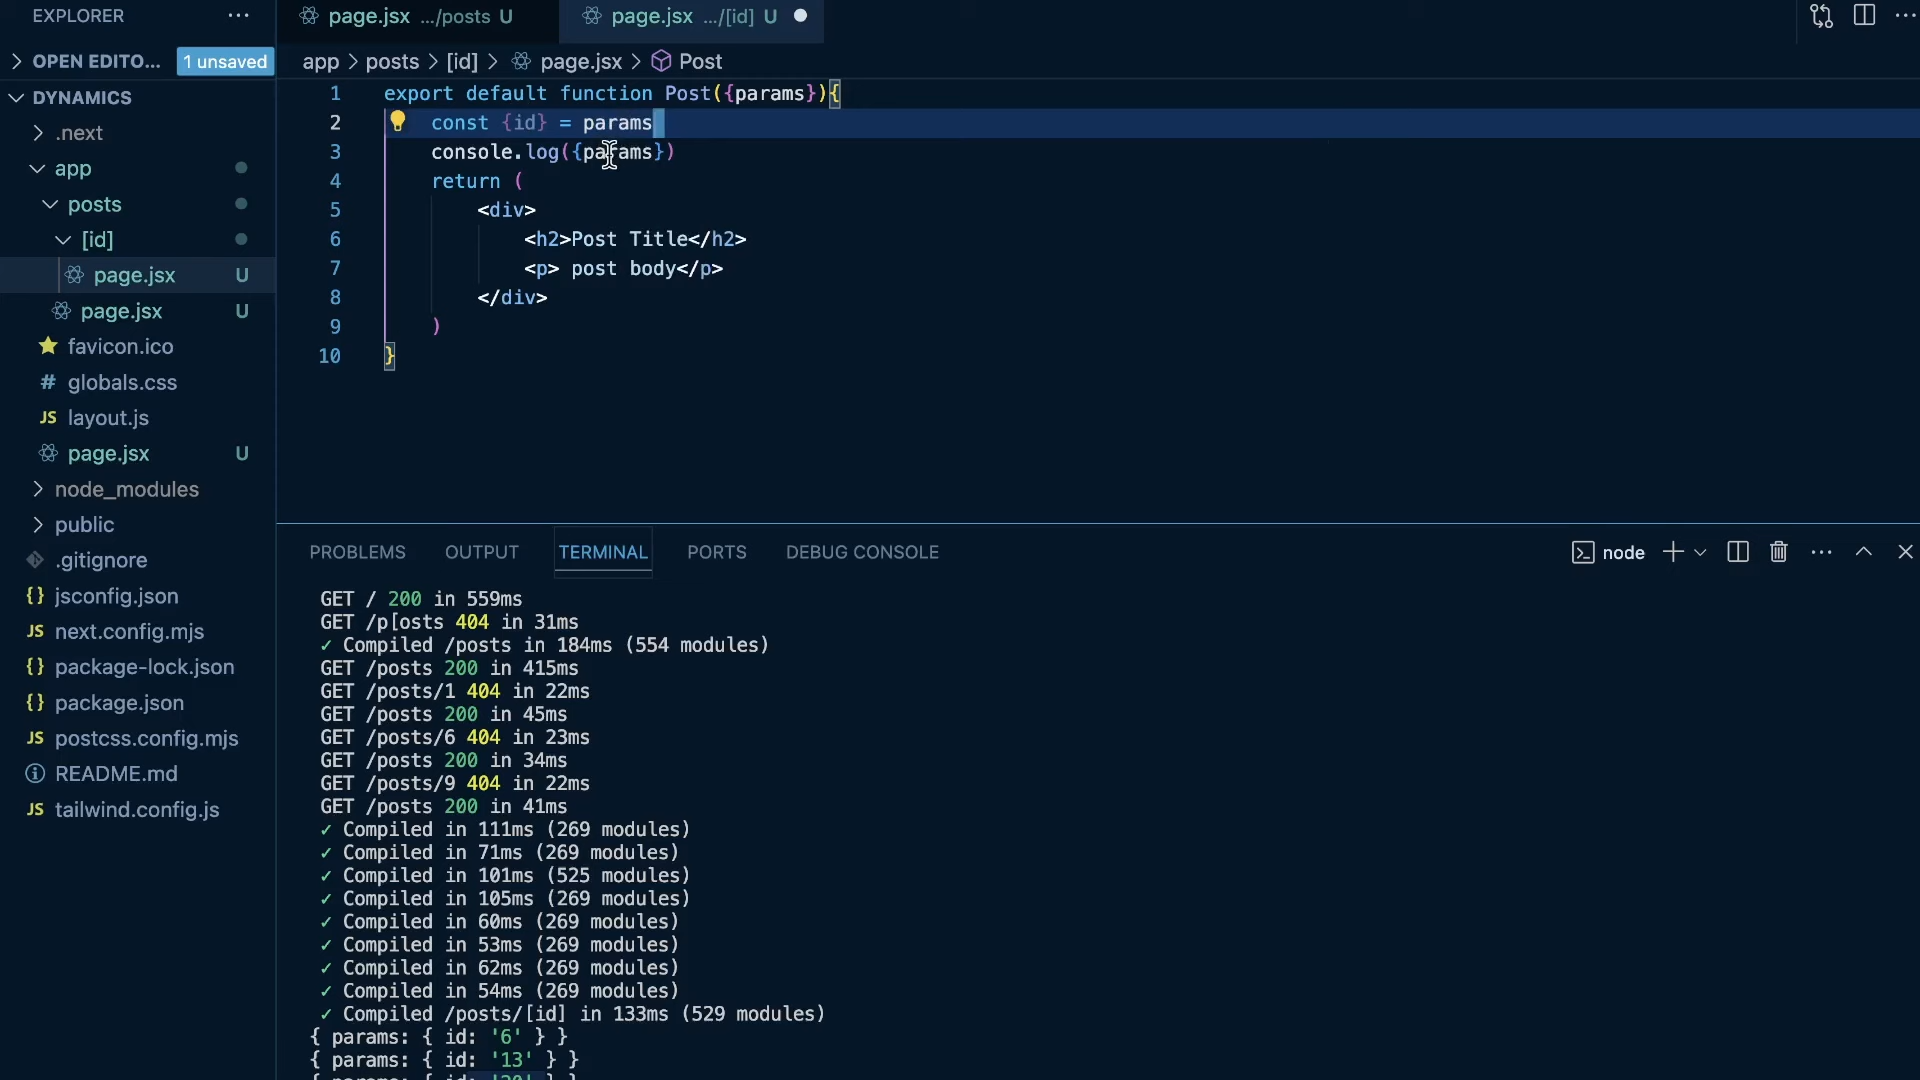 EXPLORER
page.jsx .../posts U
page.jsx .../[id] U
OPEN EDITO... 1 unsaved
app > posts > [id] > page.jsx > Post
DYNAMICS
.next
app
posts
[id]
page.jsx U
page.jsx U
favicon.ico
# globals.css
JS layout.js
page.jsx U
node_modules
public
.gitignore
{} jsconfig.json
JS next.config.mjs
{} package-lock.json
{} package.json
JS postcss.config.mjs
README.md
JS tailwind.config.js
1 export default function Post({params}){
2 const {id} = params
3 console.log({params})
4 return (
5 <div>
6 <h2>Post Title</h2>
7 <p> post body</p>
8 </div>
9 )
10 }
PROBLEMS OUTPUT TERMINAL PORTS DEBUG CONSOLE
node
GET / 200 in 559ms
GET /p[osts 404 in 31ms
✓ Compiled /posts in 184ms (554 modules)
GET /posts 200 in 415ms
GET /posts/1 404 in 22ms
GET /posts 200 in 45ms
GET /posts/6 404 in 23ms
GET /posts 200 in 34ms
GET /posts/9 404 in 22ms
GET /posts 200 in 41ms
✓ Compiled in 111ms (269 modules)
✓ Compiled in 71ms (269 modules)
✓ Compiled in 101ms (525 modules)
✓ Compiled in 105ms (269 modules)
✓ Compiled in 60ms (269 modules)
✓ Compiled in 53ms (269 modules)
✓ Compiled in 62ms (269 modules)
✓ Compiled in 54ms (269 modules)
✓ Compiled /posts/[id] in 133ms (529 modules)
{ params: { id: '6' } }
{ params: { id: '13' } }